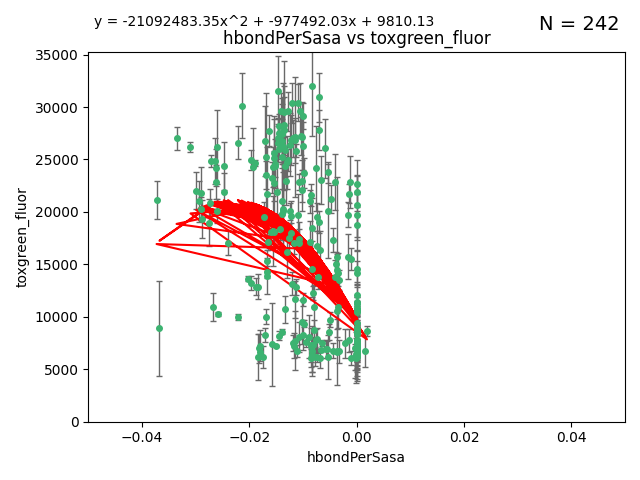 y = -21092483.35x^2 + -977492.03x + 9810.13
N = 242
hbondPerSasa vs toxgreen_fluor
35000
30000
25000
20000
15000
10000
5000
0
toxgreen_fluor
−0.04
−0.02
0.00
0.02
0.04
hbondPerSasa